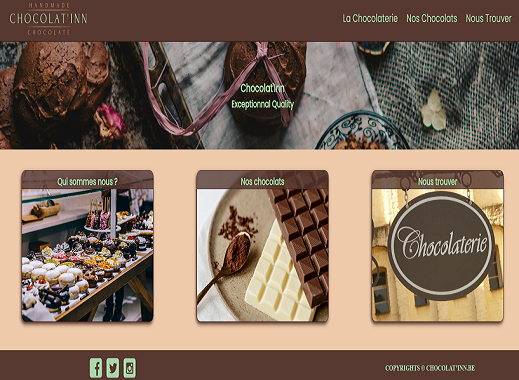 HANDMADE
CHOCOLAT'INN
CHOCOLATE
La Chocolaterie Nos Chocolats Nous Trouver
Chocolat'inn
Exceptionnal Quality
Qui sommes nous ?
Nos chocolats
Nous trouver
Chocolaterie
COPYRIGHTS © CHOCOLAT'INN.BE